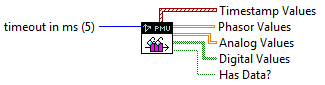 timeout in ms (5)
PMU
Timestamp Values
Phasor Values
Analog Values
Digital Values
Has Data?